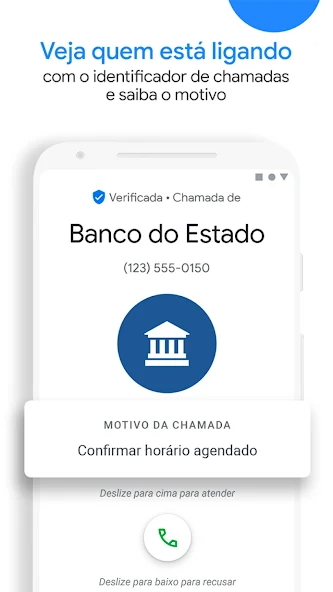 Veja quem está ligando
com o identificador de chamadas
e saiba o motivo
Verificada • Chamada de
Banco do Estado
(123) 555-0150
MOTIVO DA CHAMADA
Confirmar horário agendado
Deslize para cima para atender
Deslize para baixo para recusar